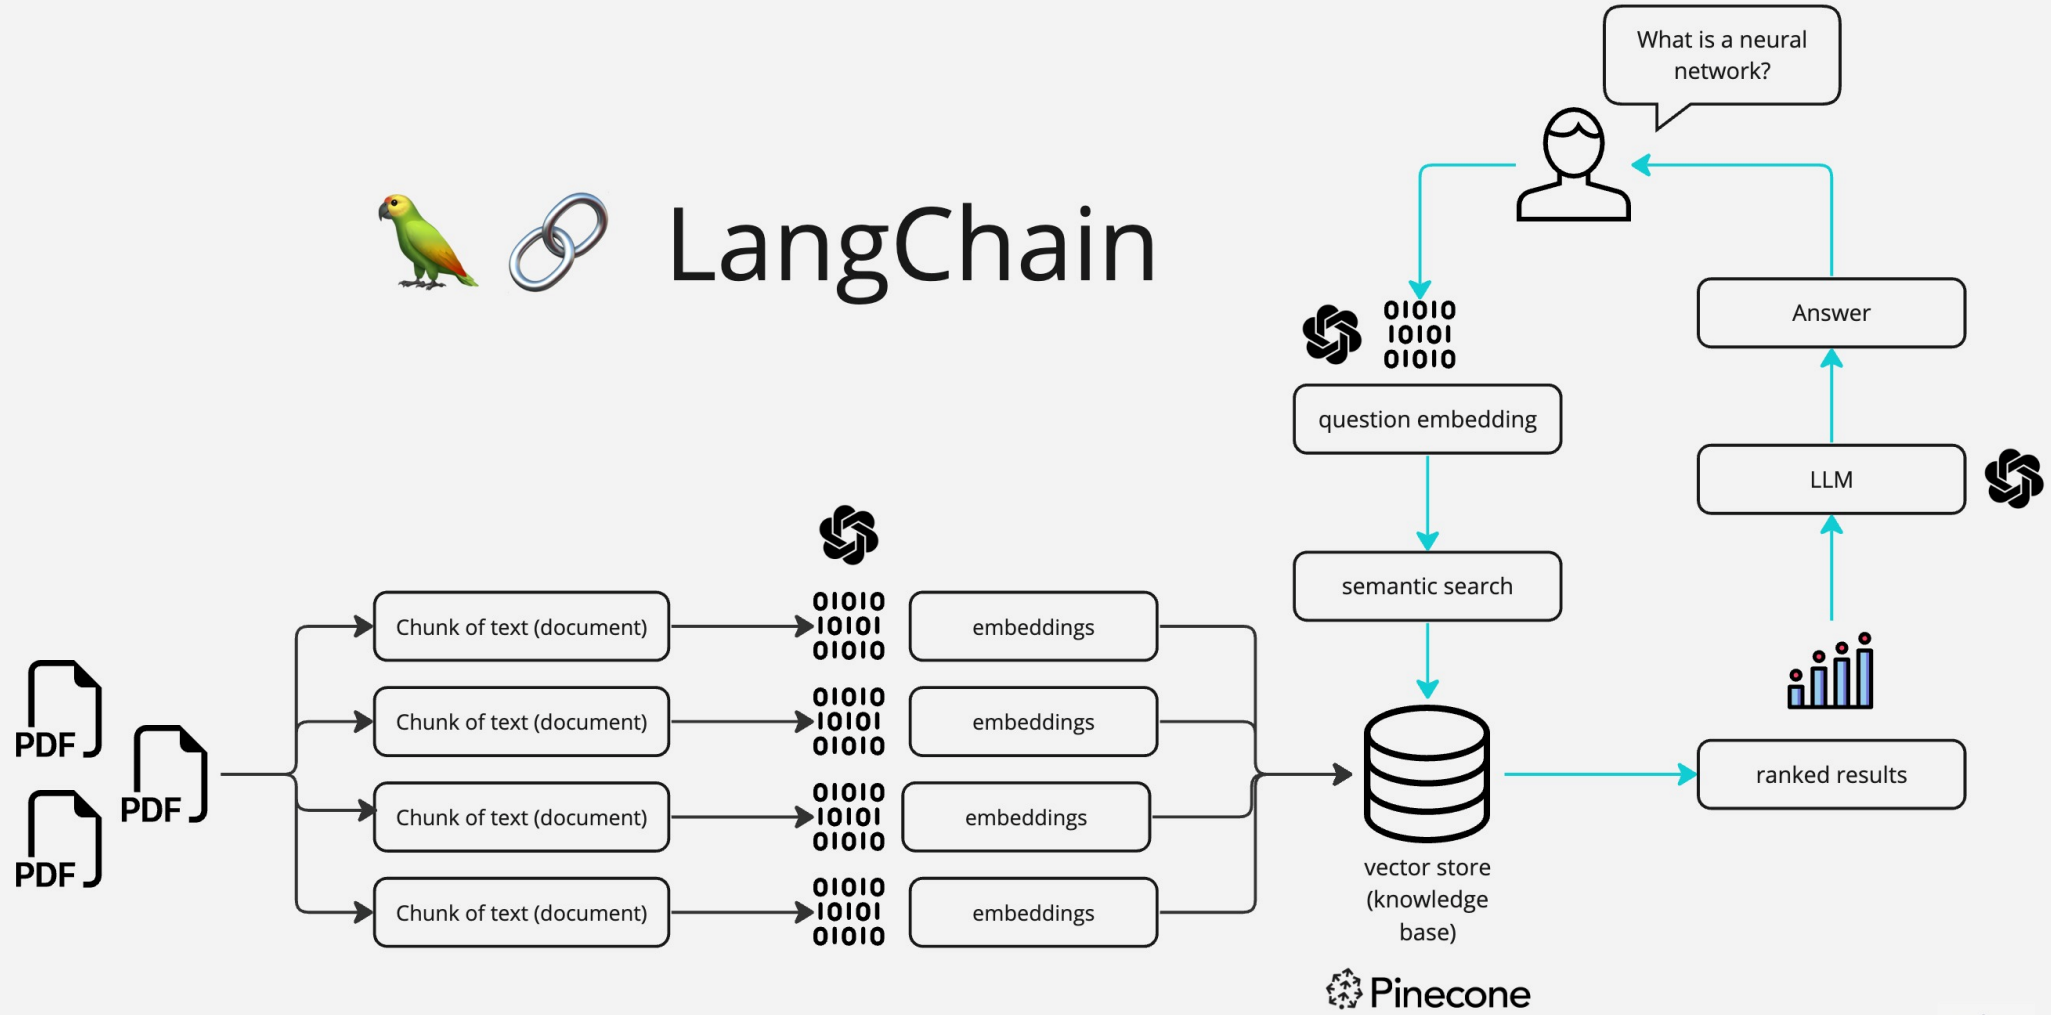 What is a neural
network?
LangChain
01010
10101
01010
question embedding
Answer
LLM
semantic search
Chunk of text (document)
01010
10101
01010
embeddings
Chunk of text (document)
01010
10101
01010
embeddings
Chunk of text (document)
01010
10101
01010
embeddings
Chunk of text (document)
01010
10101
01010
embeddings
PDF
PDF
PDF
ranked results
vector store
(knowledge
base)
Pinecone